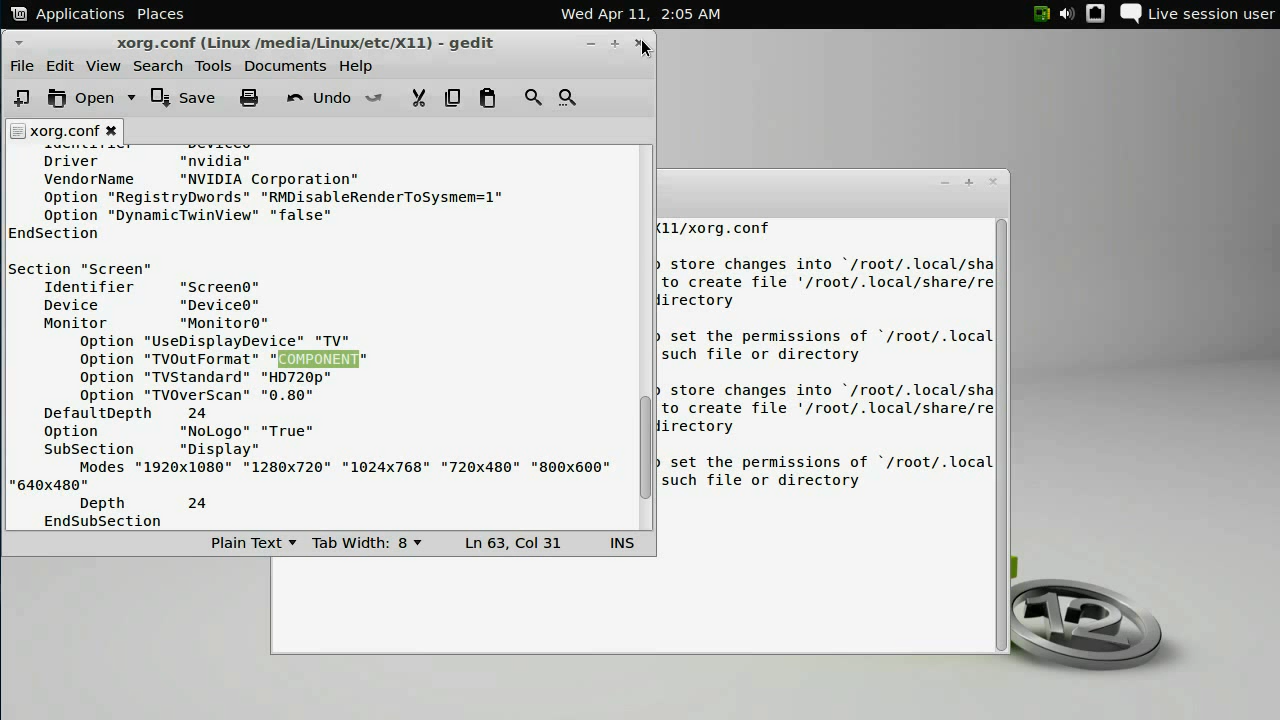 Applications Places
Wed Apr 11, 2:05 AM
Live session user
xorg.conf (Linux /media/Linux/etc/X11) - gedit
File Edit View Search Tools Documents Help
Open Save Undo
xorg.conf
Identifier "Device0"
Driver "nvidia"
VendorName "NVIDIA Corporation"
Option "RegistryDwords" "RMDisableRenderToSysmem=1"
Option "DynamicTwinView" "false"
EndSection
Section "Screen"
Identifier "Screen0"
Device "Device0"
Monitor "Monitor0"
Option "UseDisplayDevice" "TV"
Option "TVOutFormat" "COMPONENT"
Option "TVStandard" "HD720p"
Option "TVOverScan" "0.80"
DefaultDepth 24
Option "NoLogo" "True"
SubSection "Display"
Modes "1920x1080" "1280x720" "1024x768" "720x480" "800x600"
"640x480"
Depth 24
EndSubSection
Plain Text Tab Width: 8 Ln 63, Col 31 INS
X11/xorg.conf
o store changes into `/root/.local/sha
to create file '/root/.local/share/re
directory
o set the permissions of `/root/.local
such file or directory
o store changes into `/root/.local/sha
to create file '/root/.local/share/re
directory
o set the permissions of `/root/.local
such file or directory
12